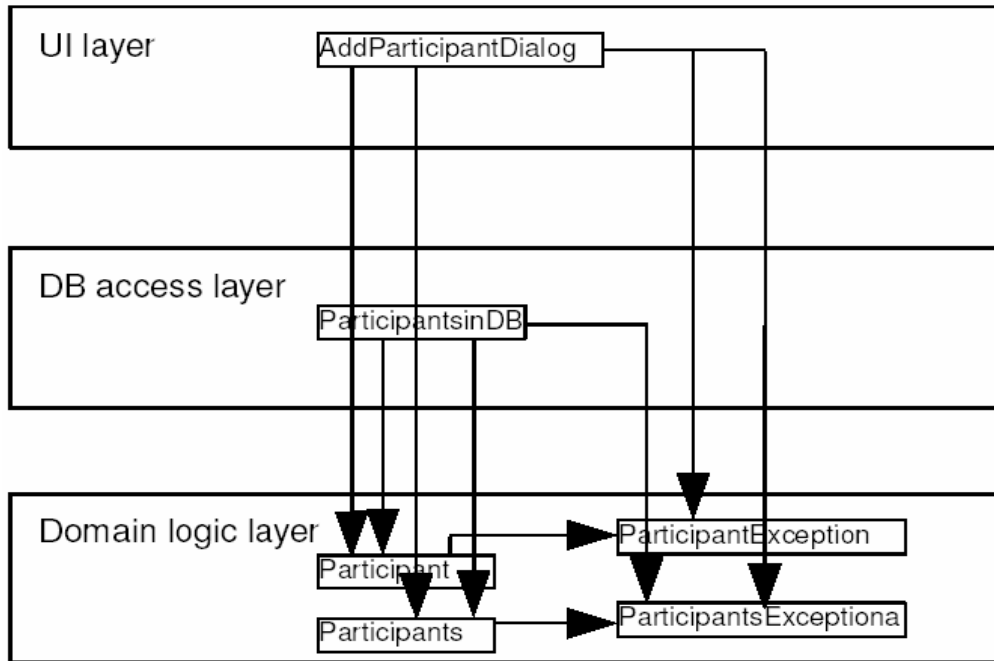 UI layer
AddParticipantDialog
DB access layer
ParticipantsinDB
Domain logic layer
ParticipantException
Participant
ParticipantsExceptiona
Participants